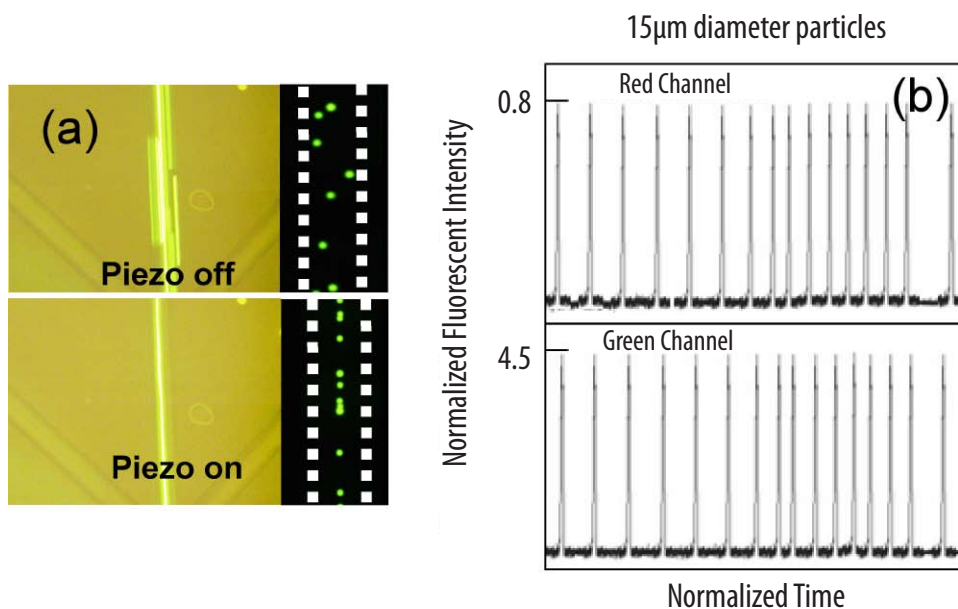 (a)
Piezo off
Piezo on
15µm diameter particles
Normalized Fluorescent Intensity
0.8
Red Channel
(b)
4.5
Green Channel
Normalized Time